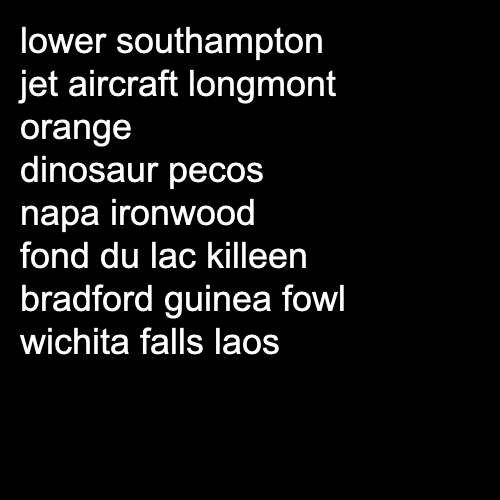 lower southampton
jet aircraft longmont
orange
dinosaur pecos
napa ironwood
fond du lac killeen
bradford guinea fowl
wichita falls laos